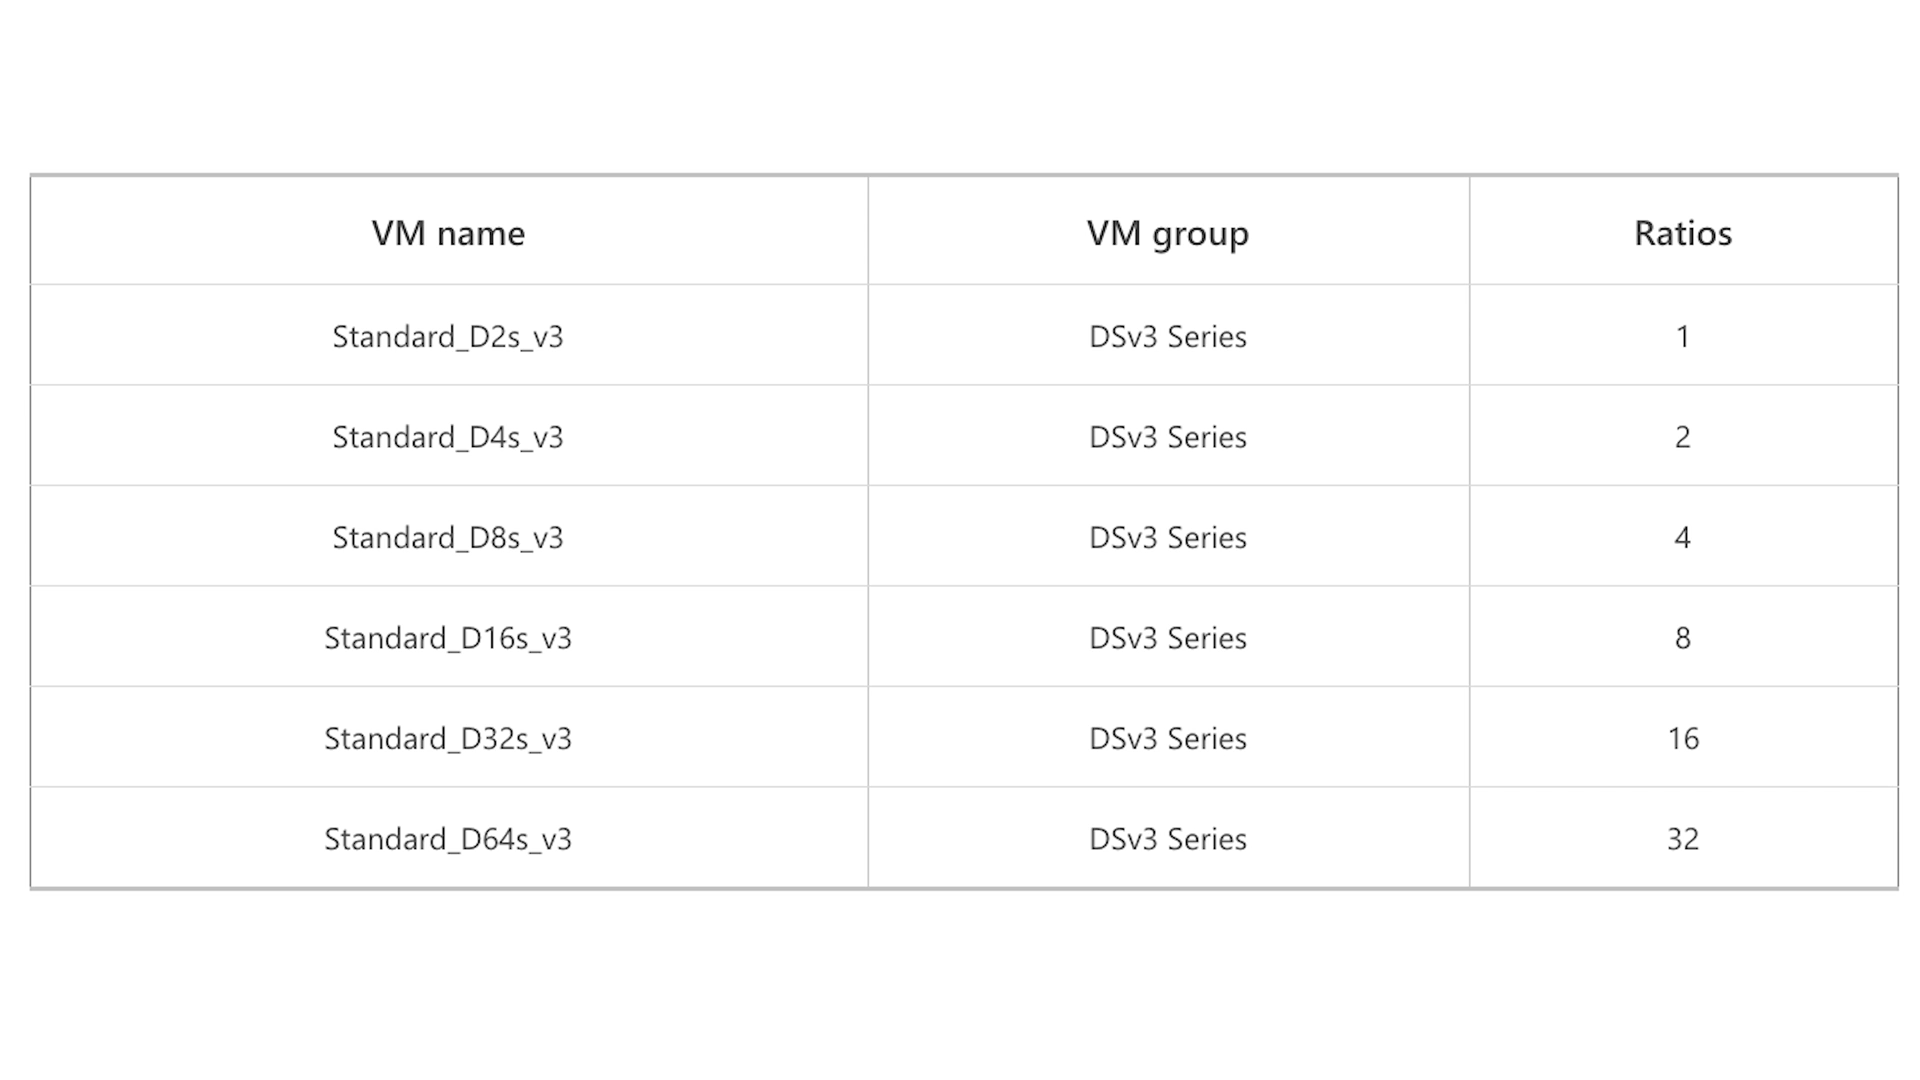 VM name VM group Ratios
Standard_D2s_v3 DSv3 Series 1
Standard_D4s_v3 DSv3 Series 2
Standard_D8s_v3 DSv3 Series 4
Standard_D16s_v3 DSv3 Series 8
Standard_D32s_v3 DSv3 Series 16
Standard_D64s_v3 DSv3 Series 32